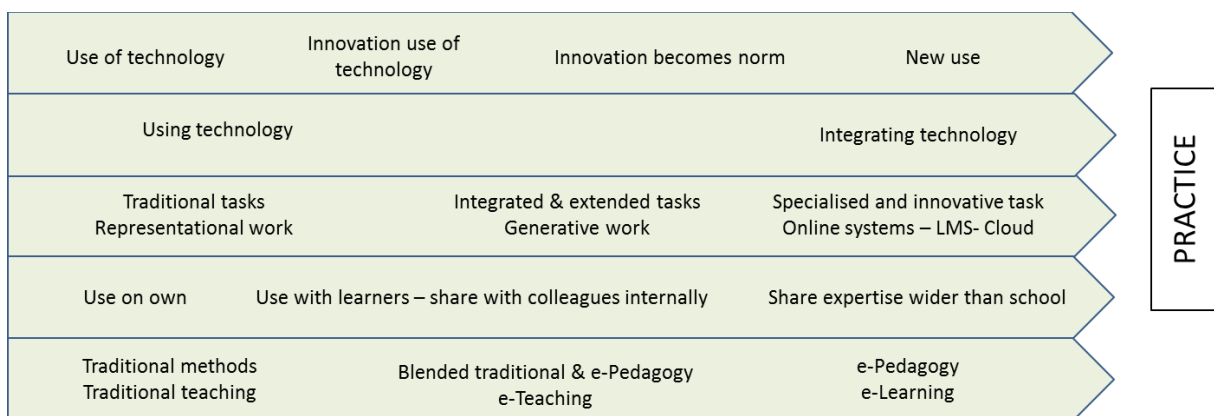 Use of technology
Innovation use of
technology
Innovation becomes norm
New use
Using technology
Integrating technology
Traditional tasks
Representational work
Integrated & extended tasks
Generative work
Specialised and innovative task
Online systems – LMS- Cloud
Use on own
Use with learners – share with colleagues internally
Share expertise wider than school
Traditional methods
Traditional teaching
Blended traditional & e-Pedagogy
e-Teaching
e-Pedagogy
e-Learning
PRACTICE